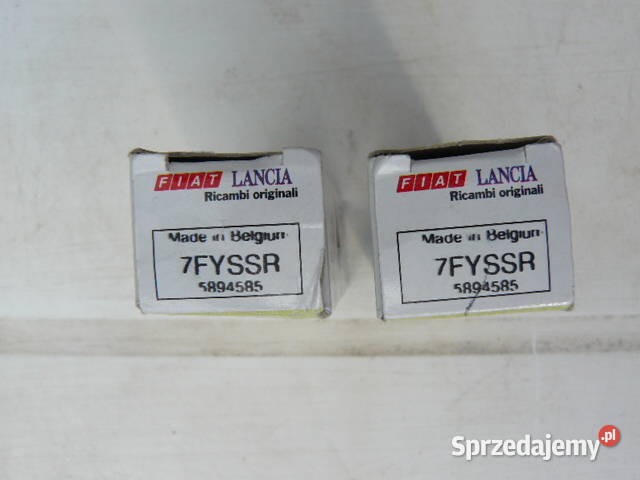 FIAT LANCIA
Ricambi originali
Made in Belgium
7FYSSR
5894585
FIAT LANCIA
Ricambi originali
Made in Belgium
7FYSSR
5894585
Sprzedajemy.pl